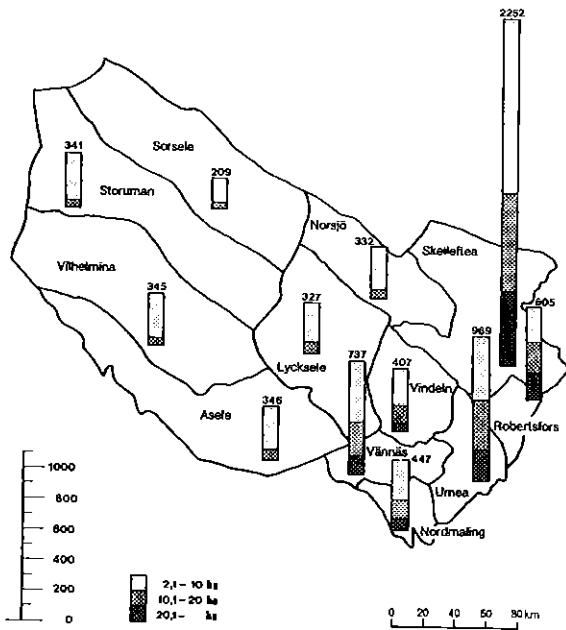 2252
341
Sorsele
209
Storuman
Norsjö
332
Skellefteå
Vilhelmina
345
327
605
737
969
Lycksele
407
Vindeln
Åsele
346
Robertsfors
Vännäs
447
Umeå
Nordmaling
1000
800
600
400
200
0
2,1– 10 ha
10,1– 20 ha
20,1– ha
0 20 40 60 80 km